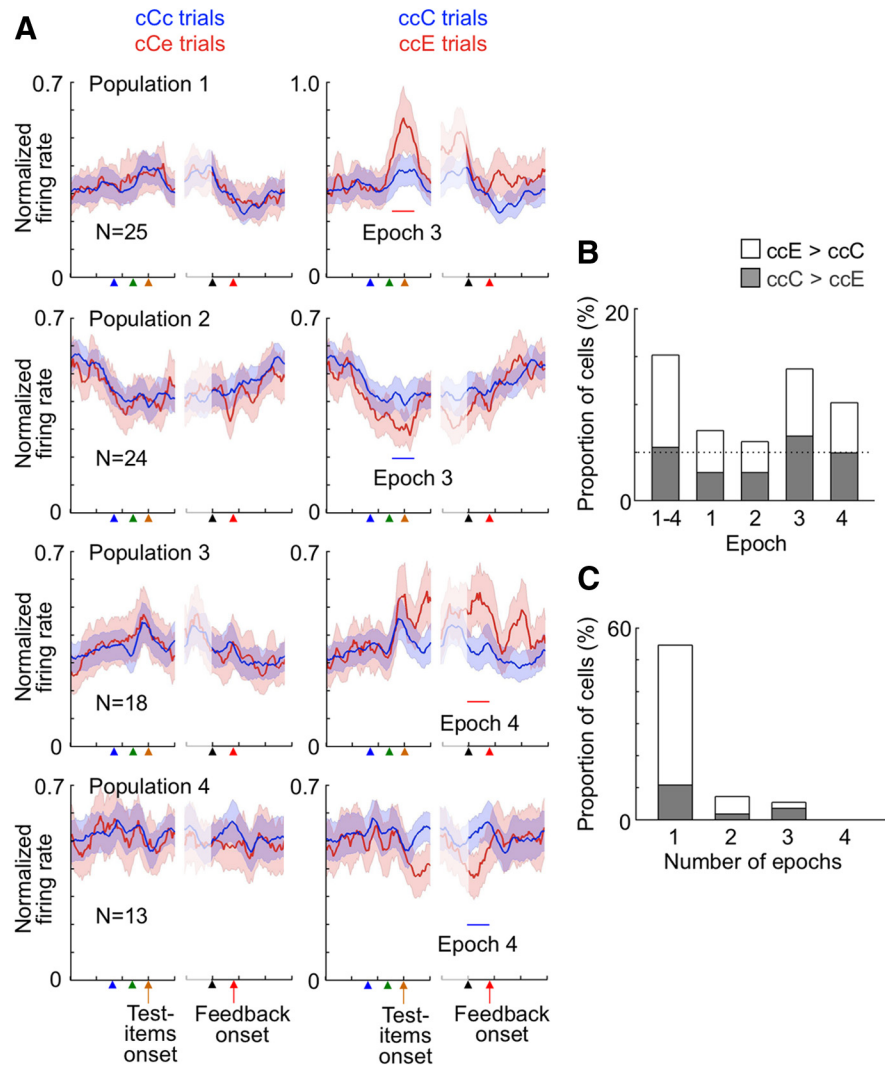 A
cCc trials
cCe trials
ccC trials
ccE trials
0.7
Population 1
Normalized
firing rate
N=25
0
1.0
Epoch 3
0
0.7
Population 2
Normalized
firing rate
N=24
0
0.7
Epoch 3
0
0.7
Population 3
Normalized
firing rate
N=18
0
0.7
Epoch 4
0
0.7
Population 4
Normalized
firing rate
N=13
0
0.7
Epoch 4
0
Test-
items
onset
Feedback
onset
Test-
items
onset
Feedback
onset
B
ccE > ccC
ccC > ccE
Proportion of cells (%)
20
0
1-4 1 2 3 4
Epoch
C
Proportion of cells (%)
60
0
1 2 3 4
Number of epochs